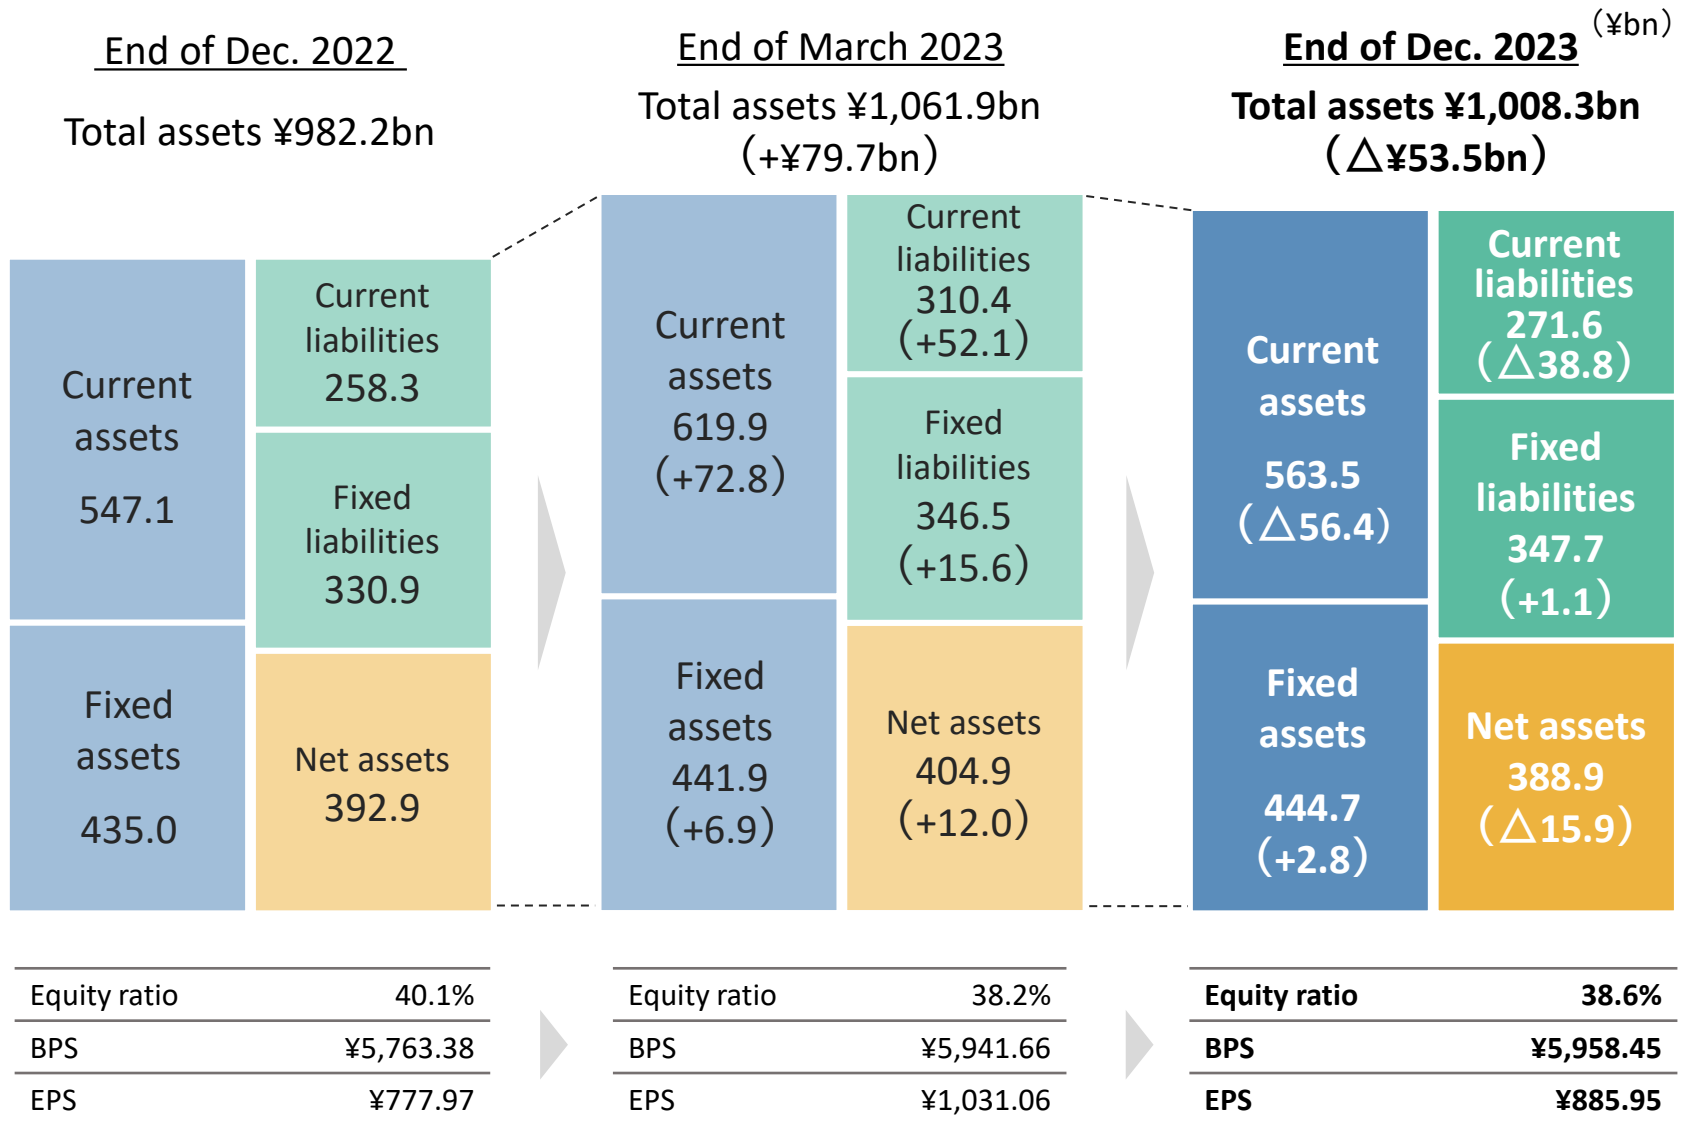 （¥bn）
End of Dec. 2022
Total assets ¥982.2bn
Current
assets
547.1
Fixed
assets
435.0
Current
liabilities
258.3
Fixed
liabilities
330.9
Net assets
392.9
Equity ratio 40.1%
BPS ¥5,763.38
EPS ¥777.97
End of March 2023
Total assets ¥1,061.9bn
（+¥79.7bn）
Current
assets
619.9
（+72.8）
Fixed
assets
441.9
（+6.9）
Current
liabilities
310.4
（+52.1）
Fixed
liabilities
346.5
（+15.6）
Net assets
404.9
（+12.0）
Equity ratio 38.2%
BPS ¥5,941.66
EPS ¥1,031.06
End of Dec. 2023
Total assets ¥1,008.3bn
（△¥53.5bn）
Current
assets
563.5
（△56.4）
Fixed
assets
444.7
（+2.8）
Current
liabilities
271.6
（△38.8）
Fixed
liabilities
347.7
（+1.1）
Net assets
388.9
（△15.9）
Equity ratio 38.6%
BPS ¥5,958.45
EPS ¥885.95